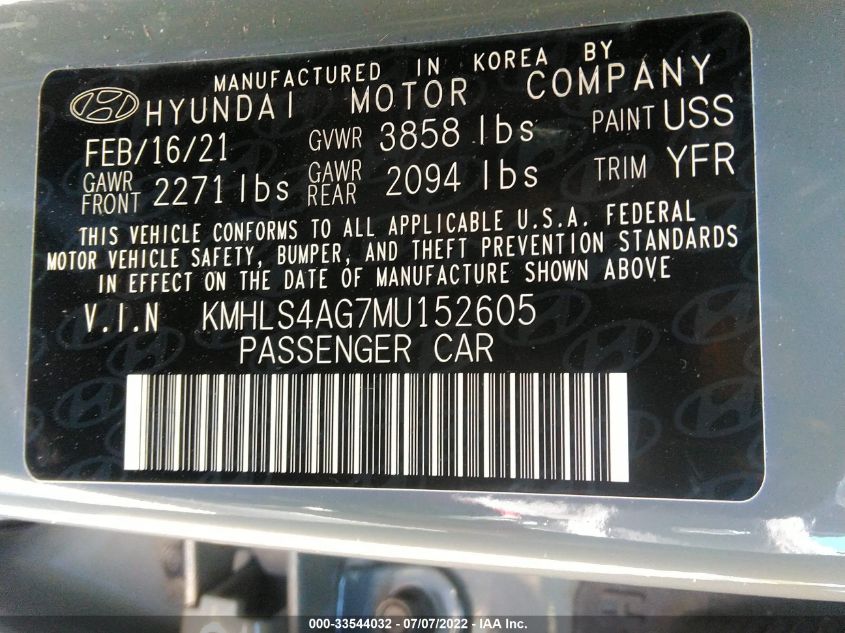 MANUFACTURED IN KOREA BY
HYUNDAI MOTOR COMPANY
FEB/16/21 GVWR 3858 lbs PAINT USS
GAWR FRONT 2271 lbs GAWR REAR 2094 lbs TRIM YFR
THIS VEHICLE CONFORMS TO ALL APPLICABLE U.S.A. FEDERAL
MOTOR VEHICLE SAFETY, BUMPER, AND THEFT PREVENTION STANDARDS
IN EFFECT ON THE DATE OF MANUFACTURE SHOWN ABOVE
V.I.N KMHLS4AG7MU152605
PASSENGER CAR
000-33544032 - 07/07/2022 - IAA Inc.